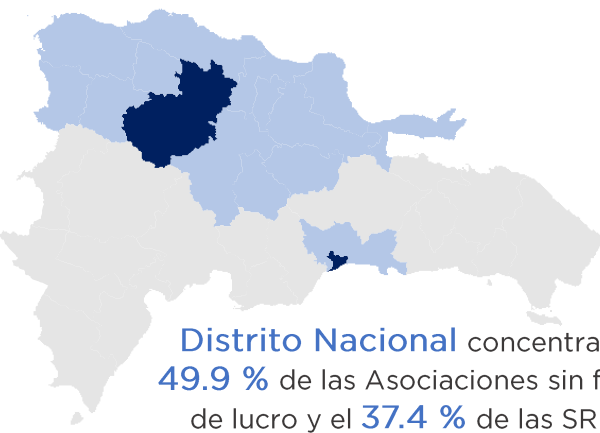 Distrito Nacional concentra
49.9 % de las Asociaciones sin
de lucro y el 37.4 % de las SR